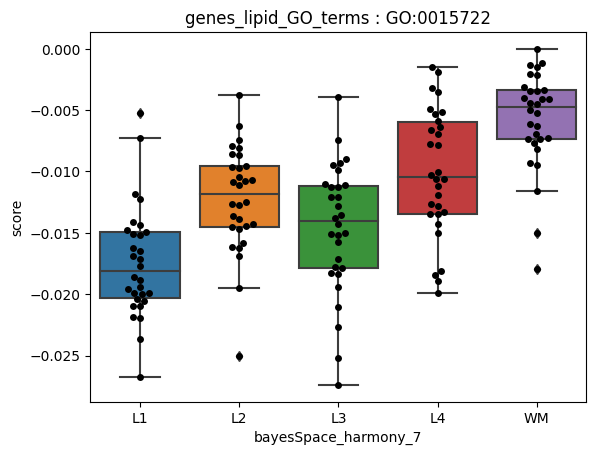 genes_lipid_GO_terms : GO:0015722
0.000
−0.005
−0.010
−0.015
−0.020
−0.025
score
L1 L2 L3 L4 WM
bayesSpace_harmony_7